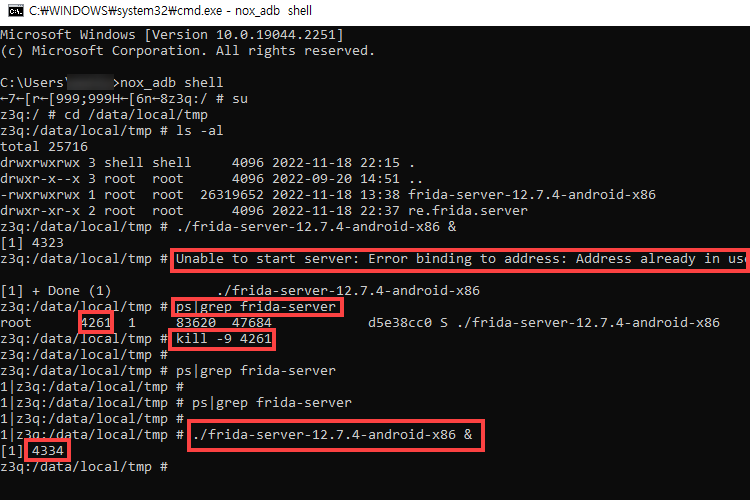 C:₩WINDOWS₩system32₩cmd.exe - nox_adb  shell
Microsoft Windows [Version 10.0.19044.2251]
(c) Microsoft Corporation. All rights reserved.
C:\Users\>nox_adb shell
←7←[r←[999;999H←[6n←8z3q:/ # su
z3q:/ # cd /data/local/tmp
z3q:/data/local/tmp # ls -al
total 25716
drwxrwxrwx 3 shell shell     4096 2022-11-18 22:15 .
drwxr-x--x 3 root  root      4096 2022-09-20 14:51 ..
-rwxrwxrwx 1 root  root  26319652 2022-11-18 13:38 frida-server-12.7.4-android-x86
drwxr-xr-x 2 root  root      4096 2022-11-18 22:37 re.frida.server
z3q:/data/local/tmp # ./frida-server-12.7.4-android-x86 &
[1] 4323
z3q:/data/local/tmp # Unable to start server: Error binding to address: Address already in use
[1] + Done (1)             ./frida-server-12.7.4-android-x86
z3q:/data/local/tmp # ps|grep frida-server
root      4261  1     83620  47684          d5e38cc0 S ./frida-server-12.7.4-android-x86
z3q:/data/local/tmp # kill -9 4261
z3q:/data/local/tmp #
z3q:/data/local/tmp # ps|grep frida-server
1|z3q:/data/local/tmp #
1|z3q:/data/local/tmp # ps|grep frida-server
1|z3q:/data/local/tmp #
1|z3q:/data/local/tmp # ./frida-server-12.7.4-android-x86 &
[1] 4334
z3q:/data/local/tmp #